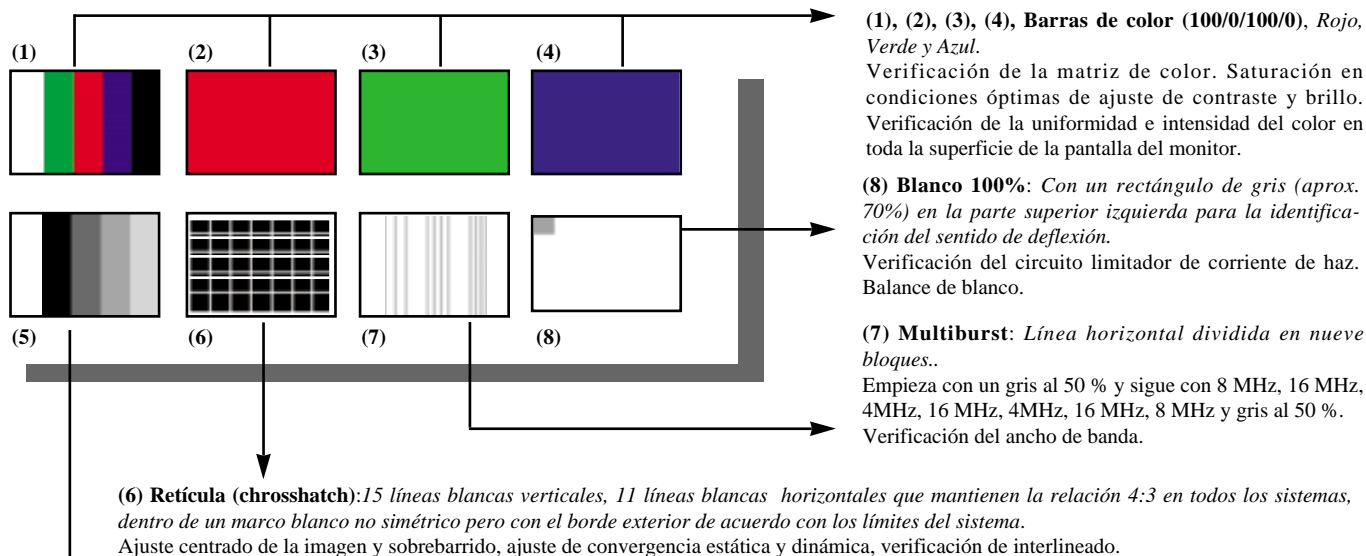 (1), (2), (3), (4), Barras de color (100/0/100/0), Rojo,
Verde y Azul.
Verificación de la matriz de color. Saturación en
condiciones óptimas de ajuste de contraste y brillo.
Verificación de la uniformidad e intensidad del color en
toda la superficie de la pantalla del monitor.
(1) (2) (3) (4)
(5) (6) (7) (8)
(8) Blanco 100%: Con un rectángulo de gris (aprox.
70%) en la parte superior izquierda para la identifica-
ción del sentido de deflexión.
Verificación del circuito limitador de corriente de haz.
Balance de blanco.
(7) Multiburst: Línea horizontal dividida en nueve
bloques..
Empieza con un gris al 50 % y sigue con 8 MHz, 16 MHz,
4MHz, 16 MHz, 4MHz, 16 MHz, 8 MHz y gris al 50 %.
Verificación del ancho de banda.
(6) Retícula (chrosshatch):15 líneas blancas verticales, 11 líneas blancas horizontales que mantienen la relación 4:3 en todos los sistemas,
dentro de un marco blanco no simétrico pero con el borde exterior de acuerdo con los límites del sistema.
Ajuste centrado de la imagen y sobrebarrido, ajuste de convergencia estática y dinámica, verificación de interlineado.